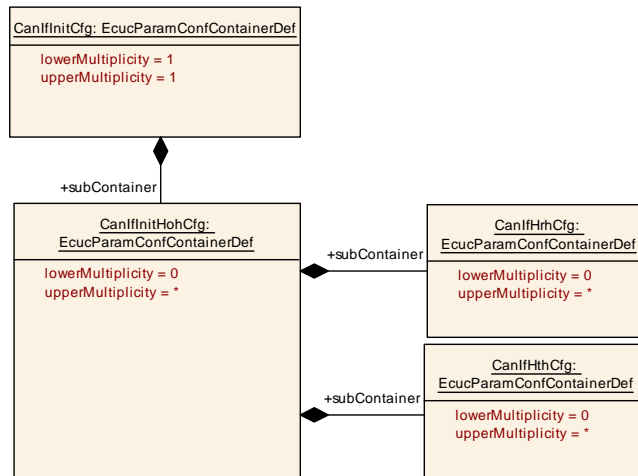 CanIfInitCfg: EcucParamConfContainerDef
lowerMultiplicity = 1
upperMultiplicity = 1
+subContainer
CanIfInitHohCfg:
EcucParamConfContainerDef
lowerMultiplicity = 0
upperMultiplicity = *
+subContainer
CanIfHrhCfg:
EcucParamConfContainerDef
lowerMultiplicity = 0
upperMultiplicity = *
+subContainer
CanIfHthCfg:
EcucParamConfContainerDef
lowerMultiplicity = 0
upperMultiplicity = *